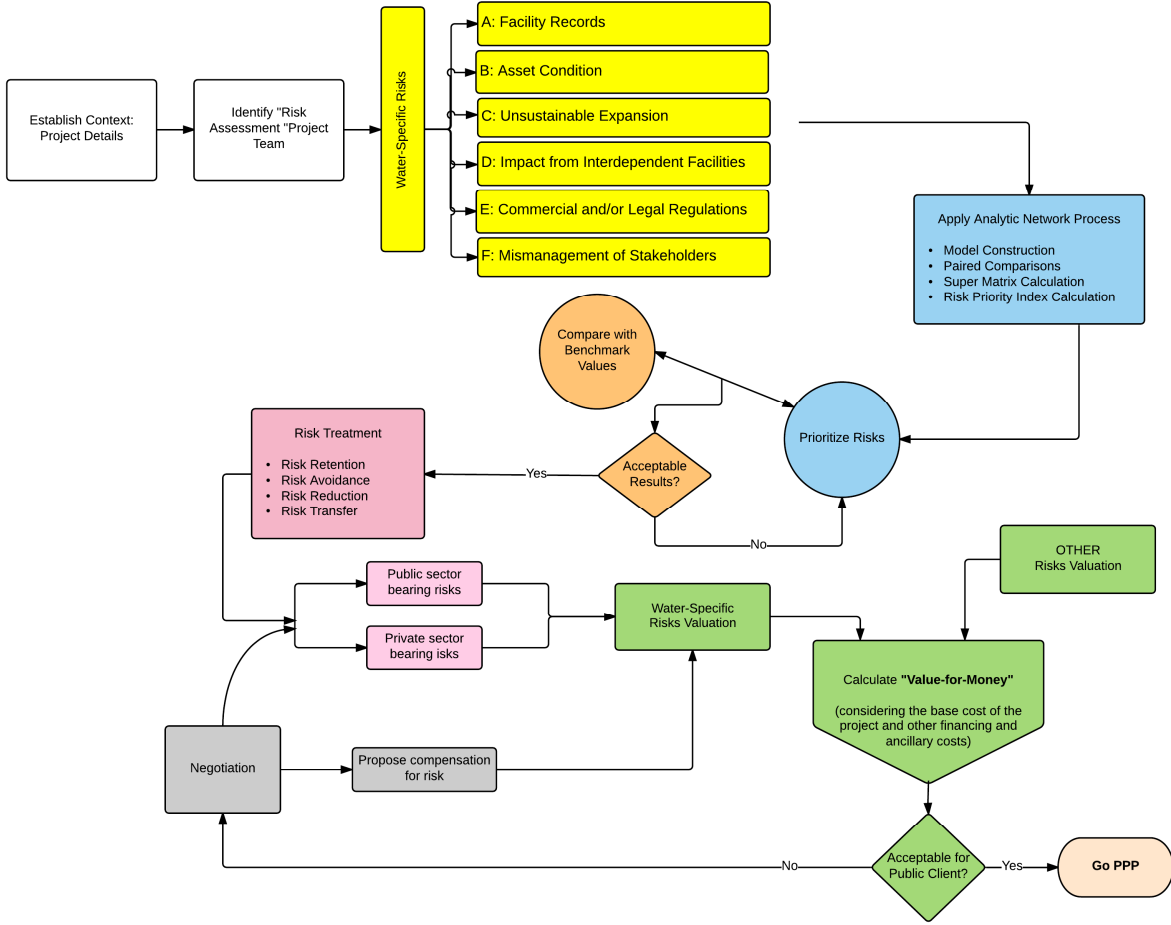 Establish Context:
Project Details
Identify "Risk
Assessment "Project
Team
Water-Specific Risks
A: Facility Records
B: Asset Condition
C: Unsustainable Expansion
D: Impact from Interdependent Facilities
E: Commercial and/or Legal Regulations
F: Mismanagement of Stakeholders
Apply Analytic Network Process
• Model Construction
• Paired Comparisons
• Super Matrix Calculation
• Risk Priority Index Calculation
Compare with
Benchmark
Values
Prioritize Risks
Acceptable
Results?
Yes
No
Risk Treatment
• Risk Retention
• Risk Avoidance
• Risk Reduction
• Risk Transfer
Public sector
bearing risks
Private sector
bearing isks
Water-Specific
Risks Valuation
OTHER
Risks Valuation
Calculate "Value-for-Money"
(considering the base cost of the
project and other financing and
ancillary costs)
Negotiation
Propose compensation
for risk
Acceptable for
Public Client?
No
Yes
Go PPP